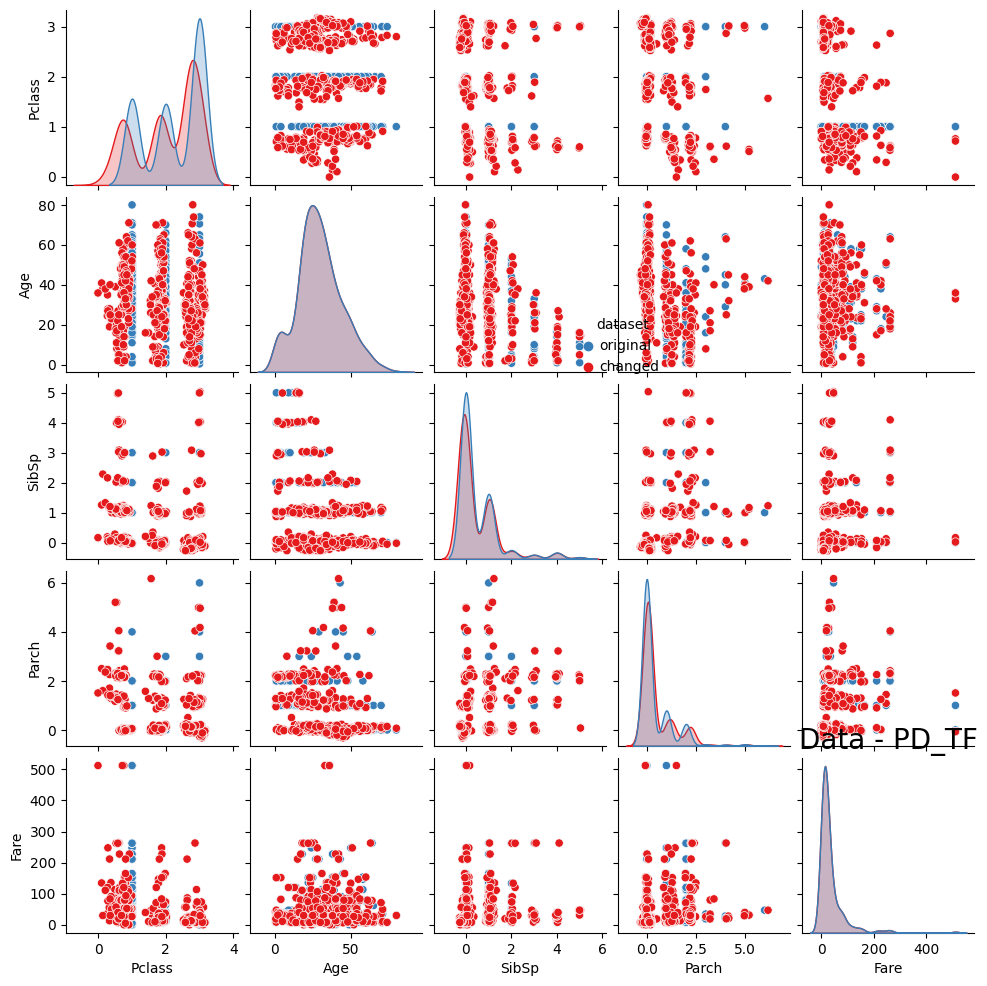 3
2
1
0
Pclass
80
60
40
20
0
Age
dataset
original
changed
5
4
3
2
1
0
SibSp
6
4
2
0
Parch
Data - PD_TF
500
400
300
200
100
0
Fare
0 2 4 0 50 0 2 4 6 0.0 2.5 5.0 0 200 400
Pclass Age SibSp Parch Fare